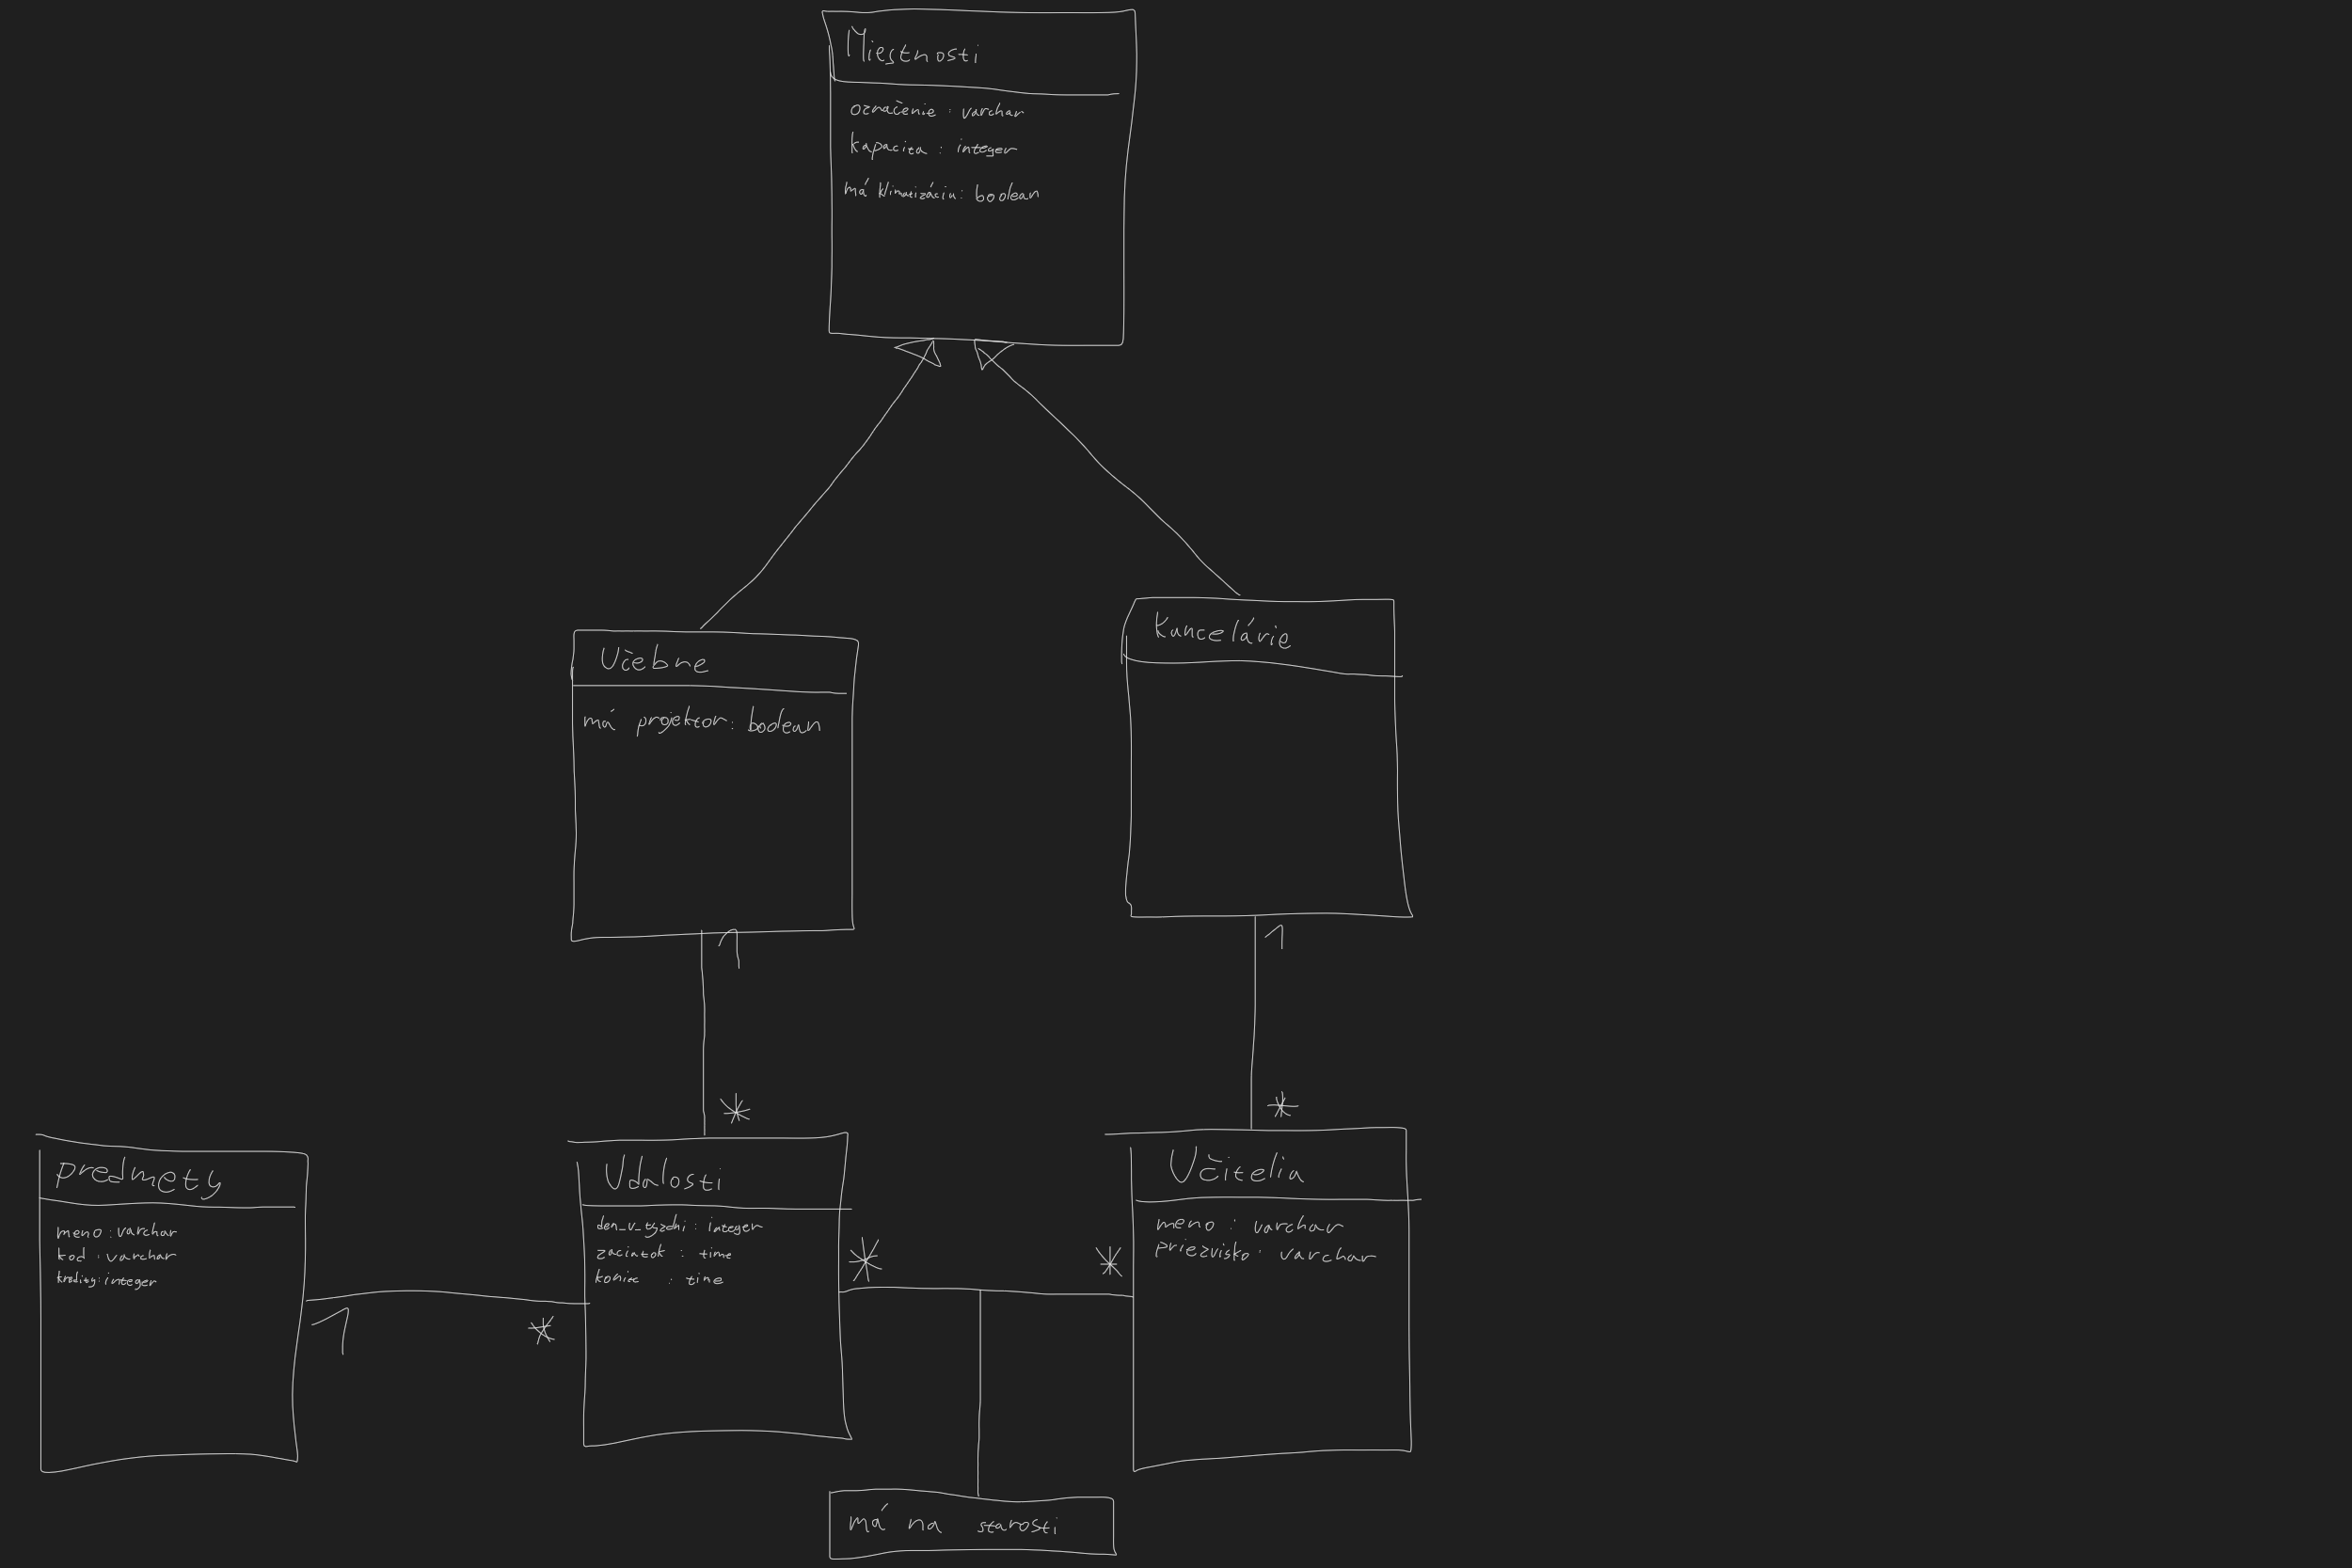 Miestnosti
označenie : varchar
kapacita : integer
má klimatizáciu: boolean
Učebne
má projektor: boolean
Kancelárie
1
1
*
*
predmety
meno : varchar
kod : varchar
kredity: integer
1
*
Udalosti
den_v_tyzdni : integer
zaciatok : time
koniec : time
*
*
Učitelia
meno : varchar
priezvisko : varchar
má na starosti